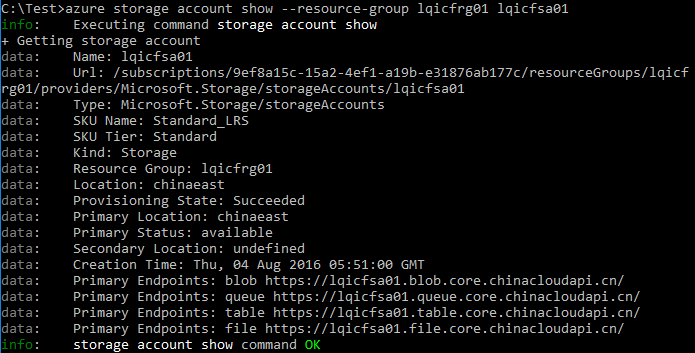 C:\Test>azure storage account show --resource-group lqicfrg01 lqicfsa01
info:    Executing command storage account show
+ Getting storage account
data:    Name: lqicfsa01
data:    Url: /subscriptions/9ef8a15c-15a2-4ef1-a19b-e31876ab177c/resourceGroups/lqicf
rg01/providers/Microsoft.Storage/storageAccounts/lqicfsa01
data:    Type: Microsoft.Storage/storageAccounts
data:    SKU Name: Standard_LRS
data:    SKU Tier: Standard
data:    Kind: Storage
data:    Resource Group: lqicfrg01
data:    Location: chinaeast
data:    Provisioning State: Succeeded
data:    Primary Location: chinaeast
data:    Primary Status: available
data:    Secondary Location: undefined
data:    Creation Time: Thu, 04 Aug 2016 05:51:00 GMT
data:    Primary Endpoints: blob https://lqicfsa01.blob.core.chinacloudapi.cn/
data:    Primary Endpoints: queue https://lqicfsa01.queue.core.chinacloudapi.cn/
data:    Primary Endpoints: table https://lqicfsa01.table.core.chinacloudapi.cn/
data:    Primary Endpoints: file https://lqicfsa01.file.core.chinacloudapi.cn/
info:    storage account show command OK